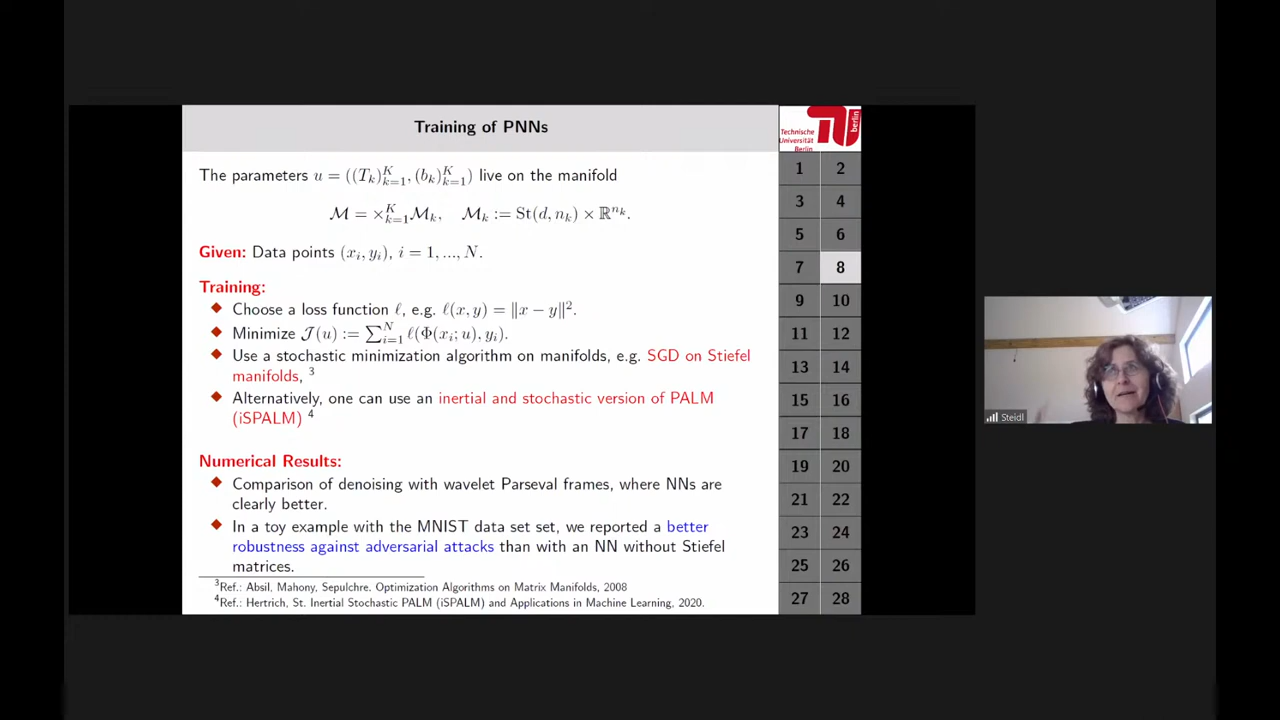 Training of PNNs
Technische
Universität
Berlin
berlin
The parameters u = ((T_k)_{k=1}^K, (b_k)_{k=1}^K) live on the manifold
ℳ = ×_{k=1}^K ℳ_k, ℳ_k := St(d, n_k) × ℝ^{n_k}.
Given: Data points (x_i, y_i), i = 1, ..., N.
Training:
Choose a loss function ℓ, e.g. ℓ(x, y) = ‖x − y‖².
Minimize 𝒥(u) := ∑_{i=1}^N ℓ(Φ(x_i; u), y_i).
Use a stochastic minimization algorithm on manifolds, e.g. SGD on Stiefel
manifolds, ³
Alternatively, one can use an inertial and stochastic version of PALM
(iSPALM) ⁴
Numerical Results:
Comparison of denoising with wavelet Parseval frames, where NNs are
clearly better.
In a toy example with the MNIST data set set, we reported a better
robustness against adversarial attacks than with an NN without Stiefel
matrices.
³Ref.: Absil, Mahony, Sepulchre. Optimization Algorithms on Matrix Manifolds, 2008
⁴Ref.: Hertrich, St. Inertial Stochastic PALM (iSPALM) and Applications in Machine Learning, 2020.
1 2
3 4
5 6
7 8
9 10
11 12
13 14
15 16
17 18
19 20
21 22
23 24
25 26
27 28
Steidl